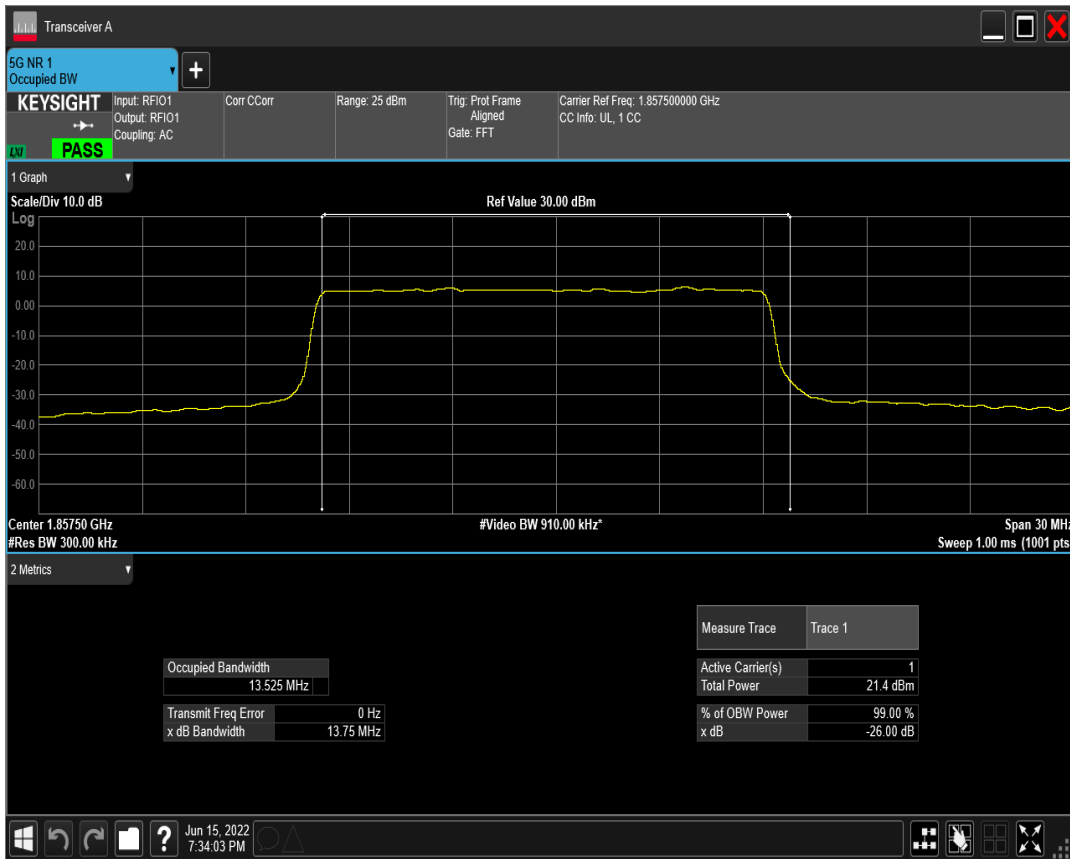 Transceiver A
5G NR 1
Occupied BW
KEYSIGHT
LXI
PASS
Input: RFIO1
Output: RFIO1
Coupling: AC
Corr CCorr
Range: 25 dBm
Trig: Prot Frame
Aligned
Gate: FFT
Carrier Ref Freq: 1.857500000 GHz
CC Info: UL, 1 CC
1 Graph
Scale/Div 10.0 dB
Ref Value 30.00 dBm
Log
20.0
10.0
0.00
-10.0
-20.0
-30.0
-40.0
-50.0
-60.0
Center 1.85750 GHz
#Video BW 910.00 kHz*
Span 30 MHz
#Res BW 300.00 kHz
Sweep 1.00 ms (1001 pts
2 Metrics
Measure Trace Trace 1
Occupied Bandwidth
13.525 MHz
Active Carrier(s) 1
Total Power 21.4 dBm
Transmit Freq Error 0 Hz
x dB Bandwidth 13.75 MHz
% of OBW Power 99.00 %
x dB -26.00 dB
?
Jun 15, 2022
7:34:03 PM